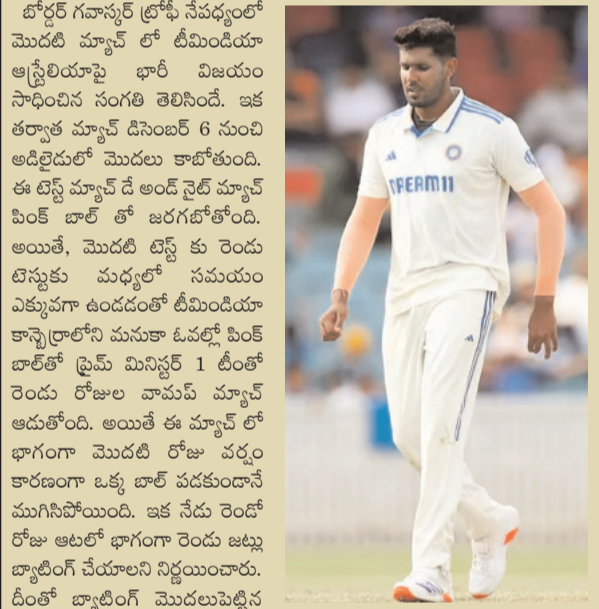 బోర్డర్ గవాస్కర్ ట్రోఫీ నేపధ్యంలో
మొదటి మ్యాచ్ లో టీమిండియా
ఆస్ట్రేలియాపై భారీ విజయం
సాధించిన సంగతి తెలిసిందే. ఇక
తర్వాత మ్యాచ్ డిసెంబర్ 6 నుంచి
అడిలైడులో మొదలు కాబోతుంది.
ఈ టెస్ట్ మ్యాచ్ డే అండ్ నైట్ మ్యాచ్
పింక్ బాల్ తో జరగబోతోంది.
అయితే, మొదటి టెస్ట్ కు రెండు
టెస్టుకు మధ్యలో సమయం
ఎక్కువగా ఉండడంతో టీమిండియా
కాన్బెర్రాలోని మనుకా ఓవల్లో పింక్
బాల్‌తో ప్రైమ్ మినిస్టర్ 1 టీంతో
రెండు రోజుల వామప్ మ్యాచ్
ఆడుతోంది. అయితే ఈ మ్యాచ్ లో
భాగంగా మొదటి రోజు వర్షం
కారణంగా ఒక్క బాల్ పడకుండానే
ముగిసిపోయింది. ఇక నేడు రెండో
రోజు ఆటలో భాగంగా రెండు జట్లు
బ్యాటింగ్ చేయాలని నిర్ణయించారు.
దీంతో బ్యాటింగ్ మొదలుపెట్టిన
DREAM11